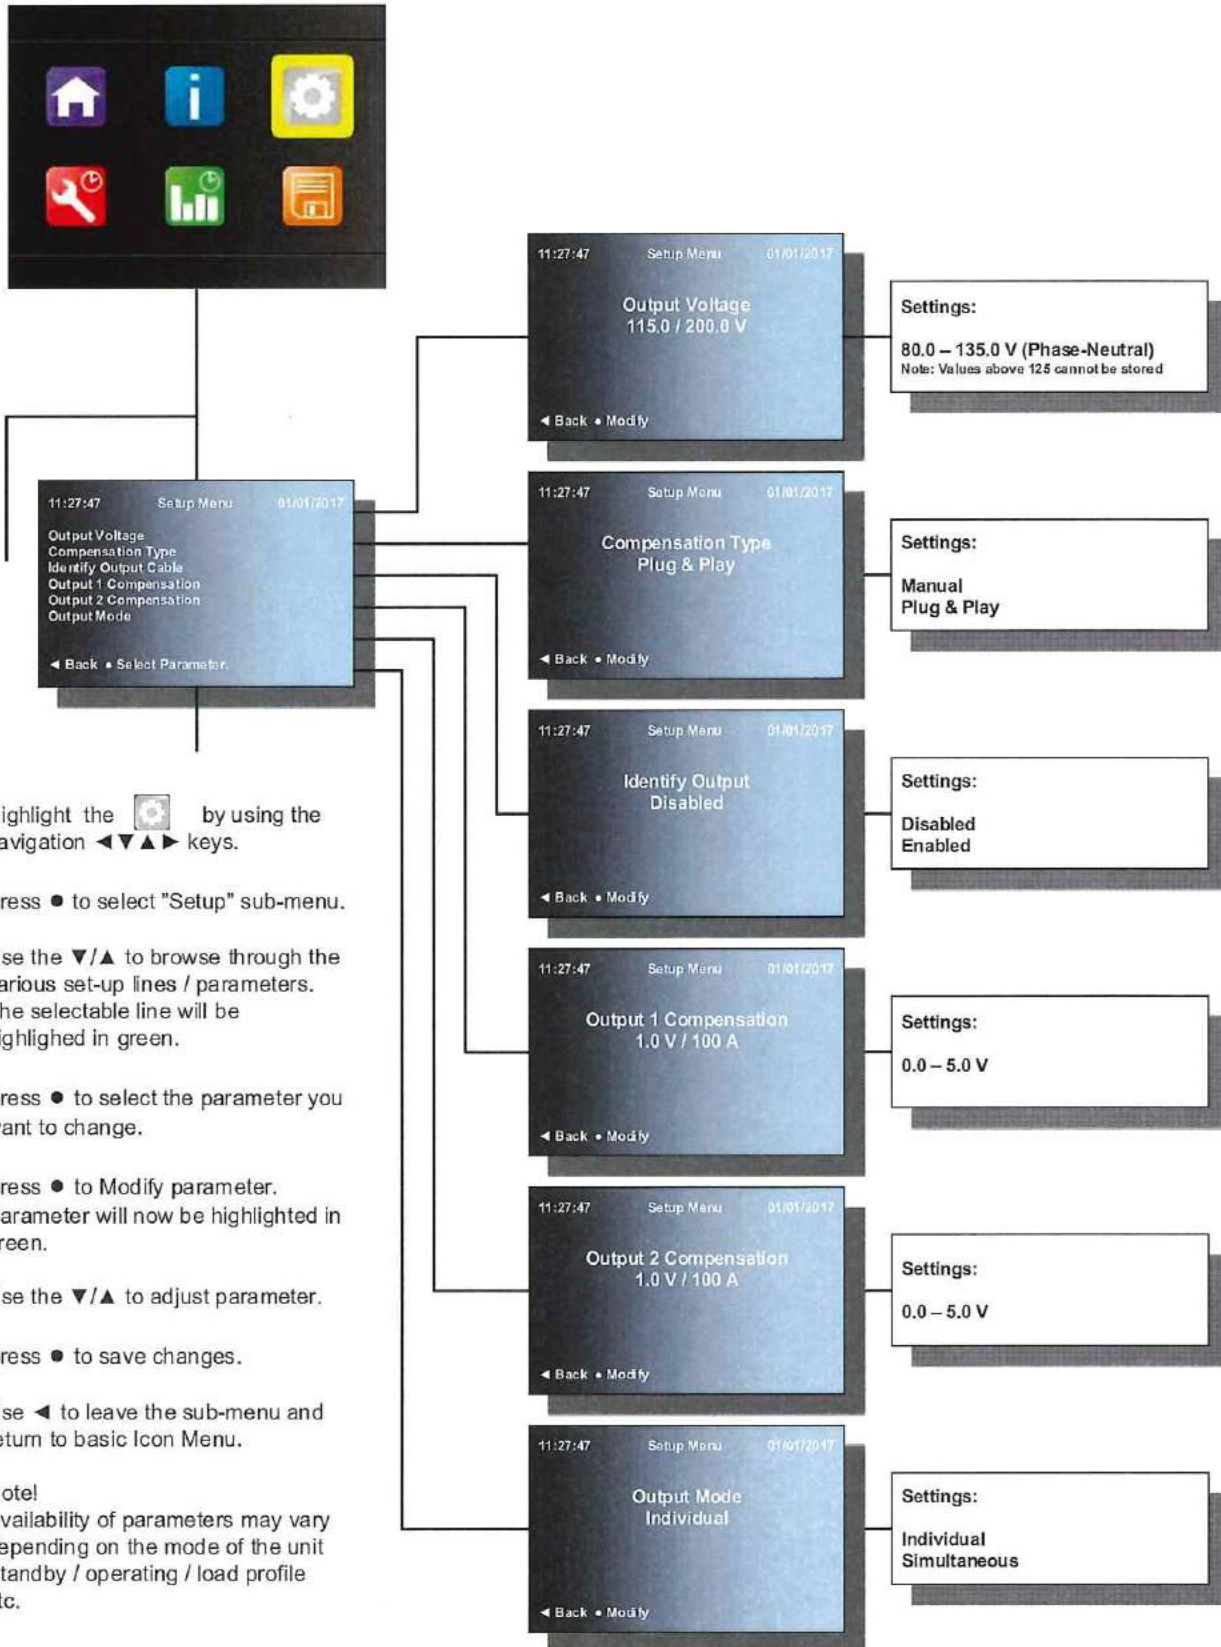 11:27:47 Setup Menu 01/01/2017
Output Voltage
115.0 / 200.0 V
◄ Back ● Modify
Settings:
80.0 – 135.0 V (Phase-Neutral)
Note: Values above 125 cannot be stored
11:27:47 Setup Menu 01/01/2017
Output Voltage
Compensation Type
Identify Output Cable
Output 1 Compensation
Output 2 Compensation
Output Mode
◄ Back ● Select Parameter.
11:27:47 Setup Menu 01/01/2017
Compensation Type
Plug & Play
◄ Back ● Modify
Settings:
Manual
Plug & Play
11:27:47 Setup Menu 01/01/2017
Identify Output
Disabled
◄ Back ● Modify
Settings:
Disabled
Enabled
ighlight the by using the
avigation ◄▼▲► keys.
ress ● to select "Setup" sub-menu.
se the ▼/▲ to browse through the
arious set-up lines / parameters.
he selectable line will be
ighlighed in green.
ress ● to select the parameter you
ant to change.
ress ● to Modify parameter.
arameter will now be highlighted in
reen.
se the ▼/▲ to adjust parameter.
ress ● to save changes.
se ◄ to leave the sub-menu and
eturn to basic Icon Menu.
ote!
vailability of parameters may vary
epending on the mode of the unit
tandby / operating / load profile
tc.
11:27:47 Setup Menu 01/01/2017
Output 1 Compensation
1.0 V / 100 A
◄ Back ● Modify
Settings:
0.0 – 5.0 V
11:27:47 Setup Menu 01/01/2017
Output 2 Compensation
1.0 V / 100 A
◄ Back ● Modify
Settings:
0.0 – 5.0 V
11:27:47 Setup Menu 01/01/2017
Output Mode
Individual
◄ Back ● Modify
Settings:
Individual
Simultaneous